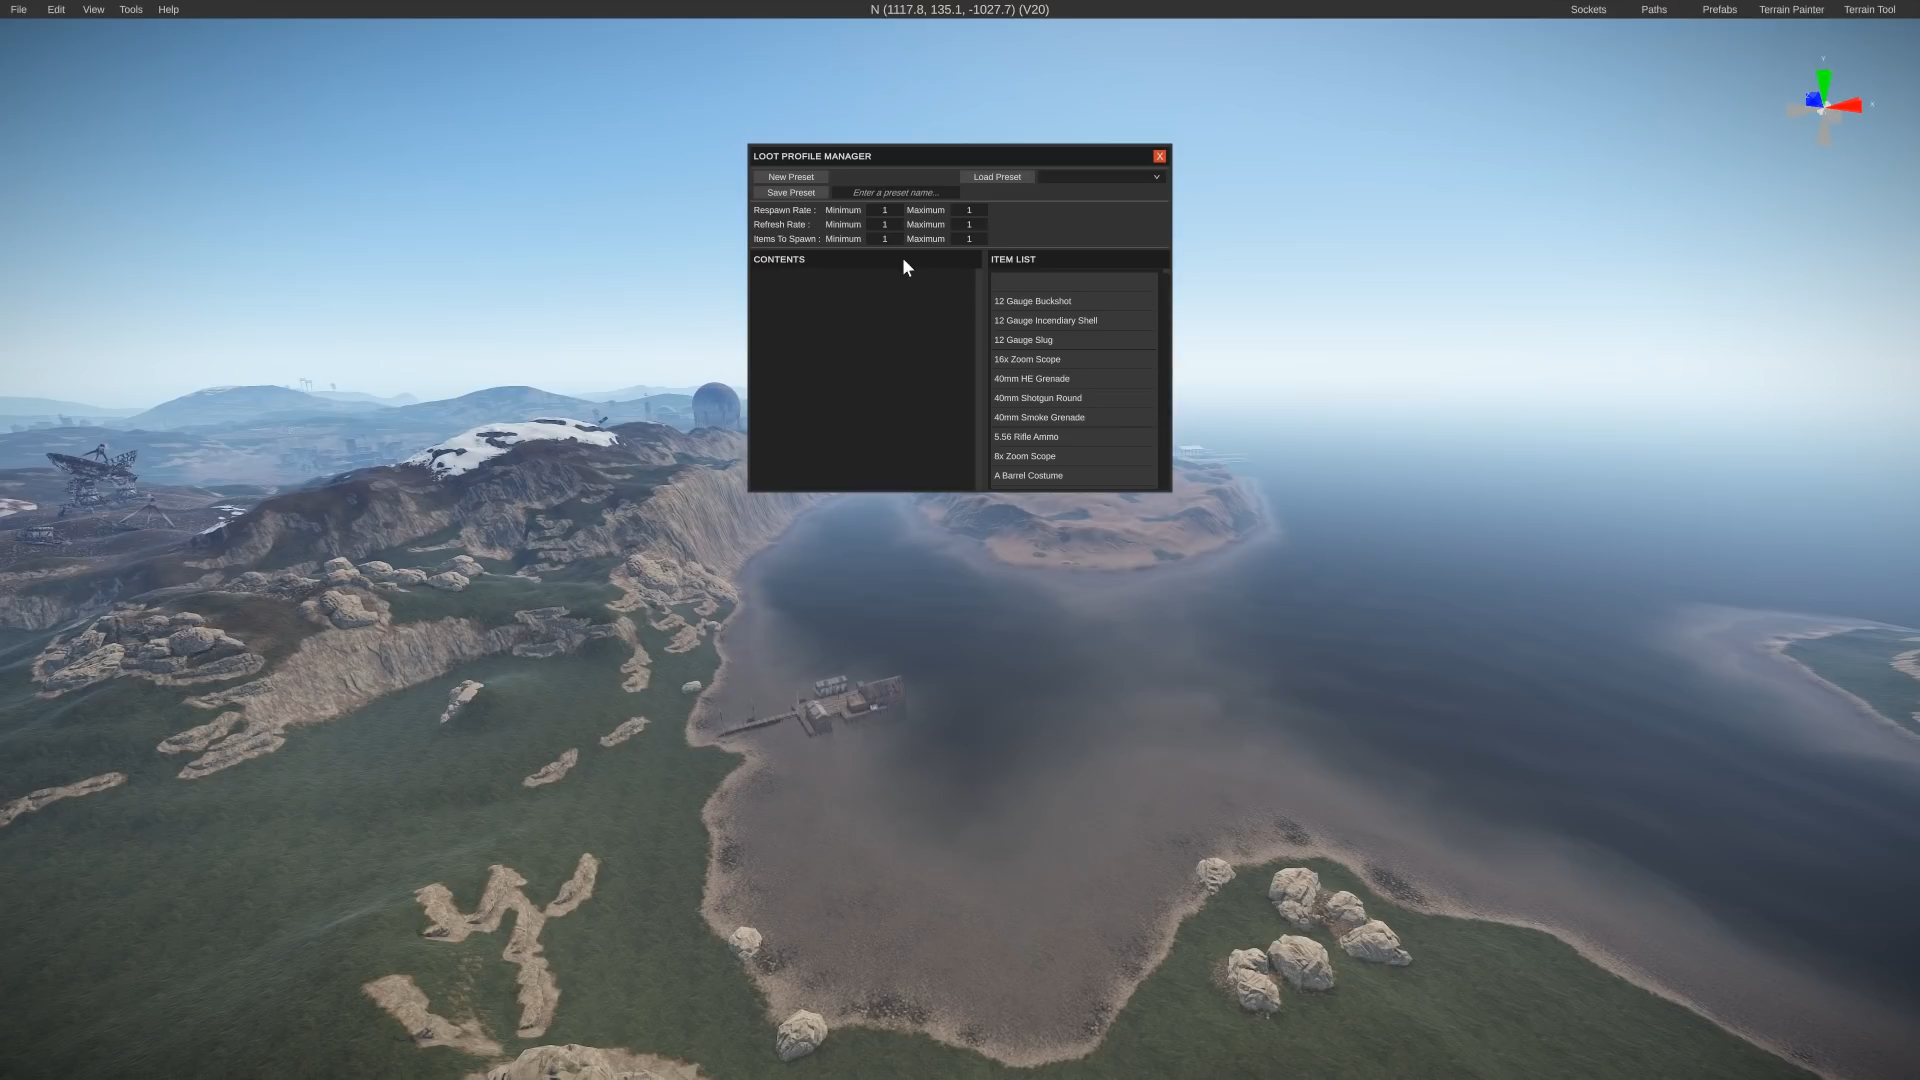 File Edit View Tools Help N (1117.8, 135.1, -1027.7) (V20) Sockets Paths Prefabs Terrain Painter Terrain Tool
Y
X
LOOT PROFILE MANAGER X
New Preset Load Preset
Save Preset Enter a preset name...
Respawn Rate : Minimum 1 Maximum 1
Refresh Rate : Minimum 1 Maximum 1
Items To Spawn : Minimum 1 Maximum 1
CONTENTS ITEM LIST
12 Gauge Buckshot
12 Gauge Incendiary Shell
12 Gauge Slug
16x Zoom Scope
40mm HE Grenade
40mm Shotgun Round
40mm Smoke Grenade
5.56 Rifle Ammo
8x Zoom Scope
A Barrel Costume